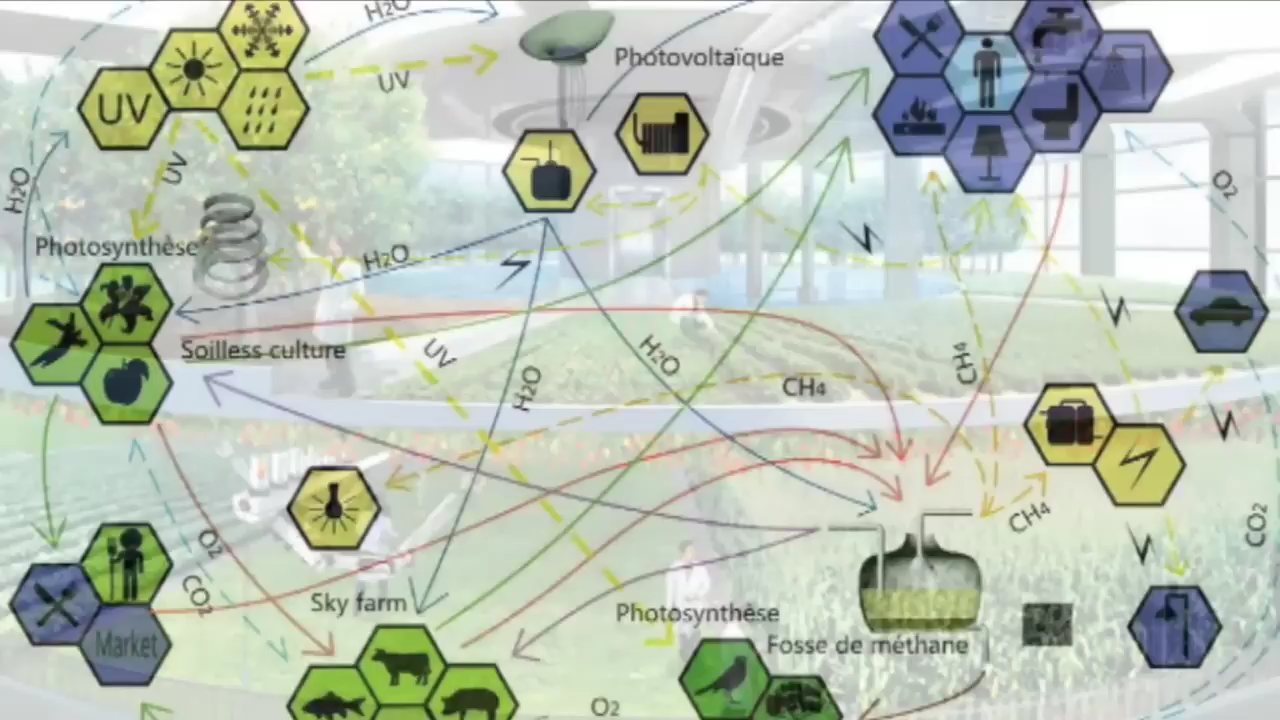 H₂O
Photovoltaïque
UV
UV
UV
O₂
H₂O
Photosynthèse
H₂O
Soilless culture
UV
H₂O
CH4
CH4
H₂O
CH4
CO₂
O₂
CO₂
Sky farm
Photosynthèse
Market
Fosse de méthane
O₂